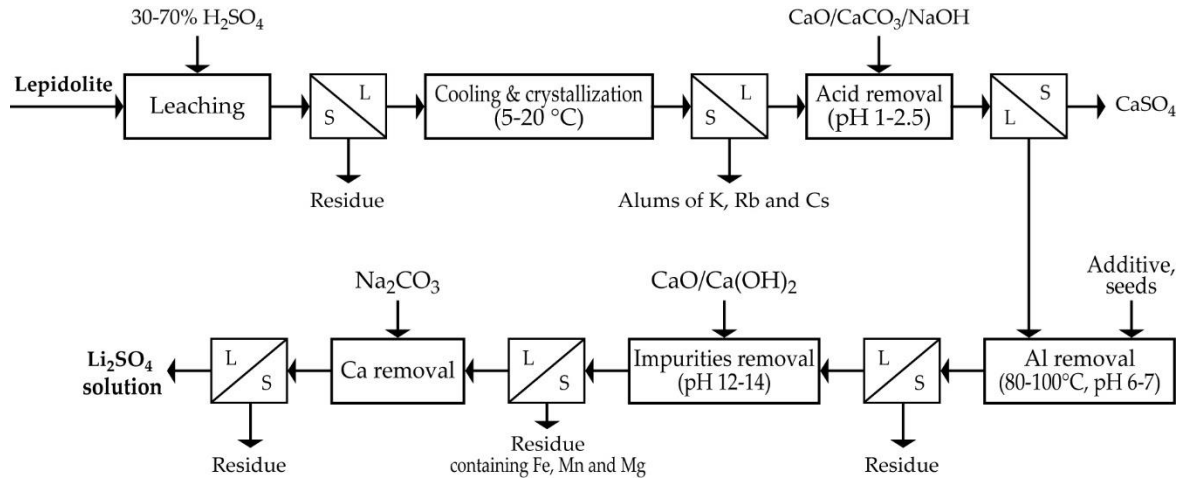 30-70% H₂SO₄
Lepidolite
Leaching
L
S
Residue
Cooling & crystallization
(5-20 °C)
L
S
Alums of K, Rb and Cs
CaO/CaCO₃/NaOH
Acid removal
(pH 1-2.5)
S
L
CaSO₄
Additive,
seeds
Al removal
(80-100°C, pH 6-7)
L
S
Residue
CaO/Ca(OH)₂
Impurities removal
(pH 12-14)
L
S
Residue
containing Fe, Mn and Mg
Na₂CO₃
Ca removal
L
S
Residue
Li₂SO₄
solution